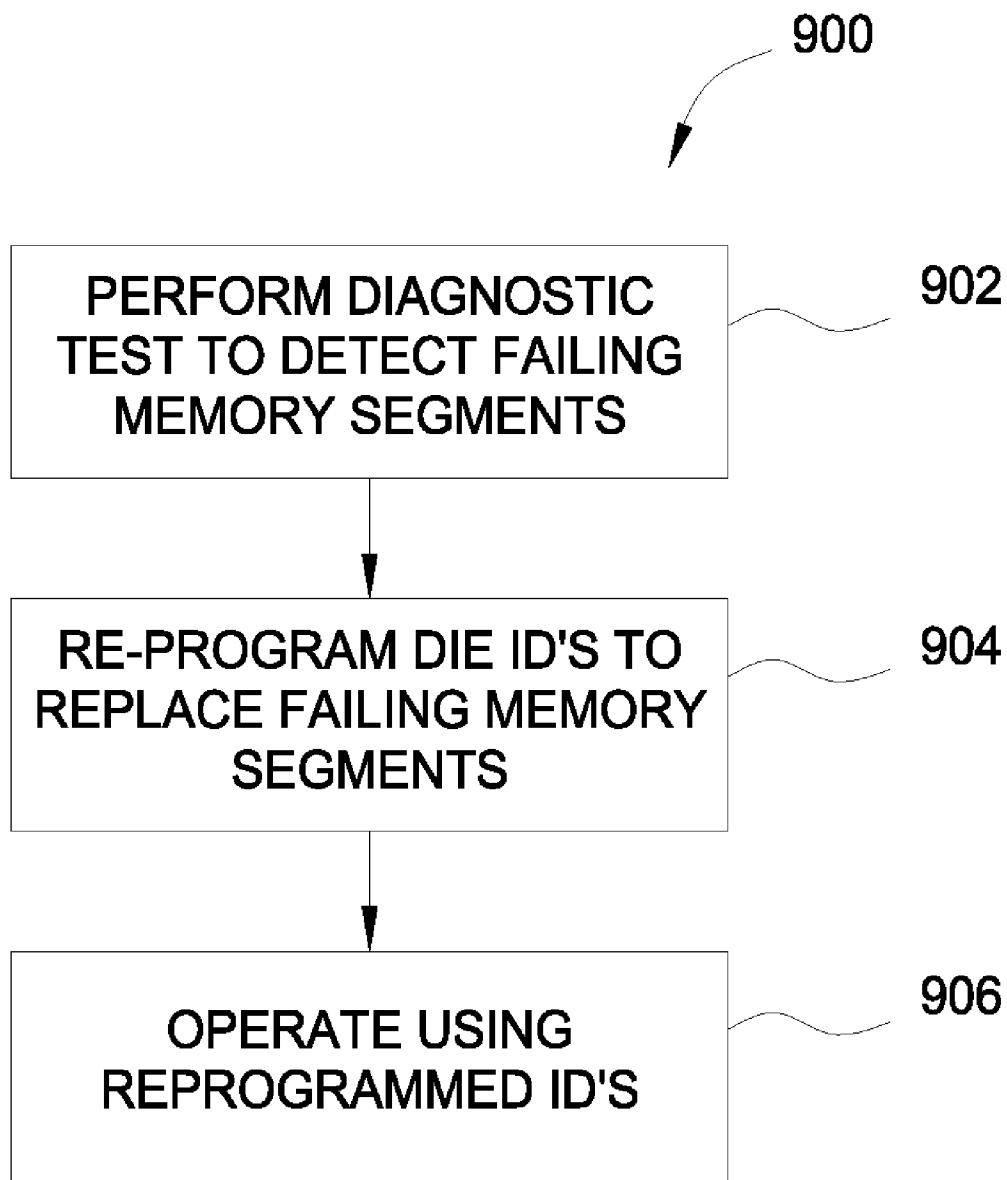 900
PERFORM DIAGNOSTIC
TEST TO DETECT FAILING
MEMORY SEGMENTS
902
RE-PROGRAM DIE ID'S TO
REPLACE FAILING MEMORY
SEGMENTS
904
OPERATE USING
REPROGRAMMED ID'S
906